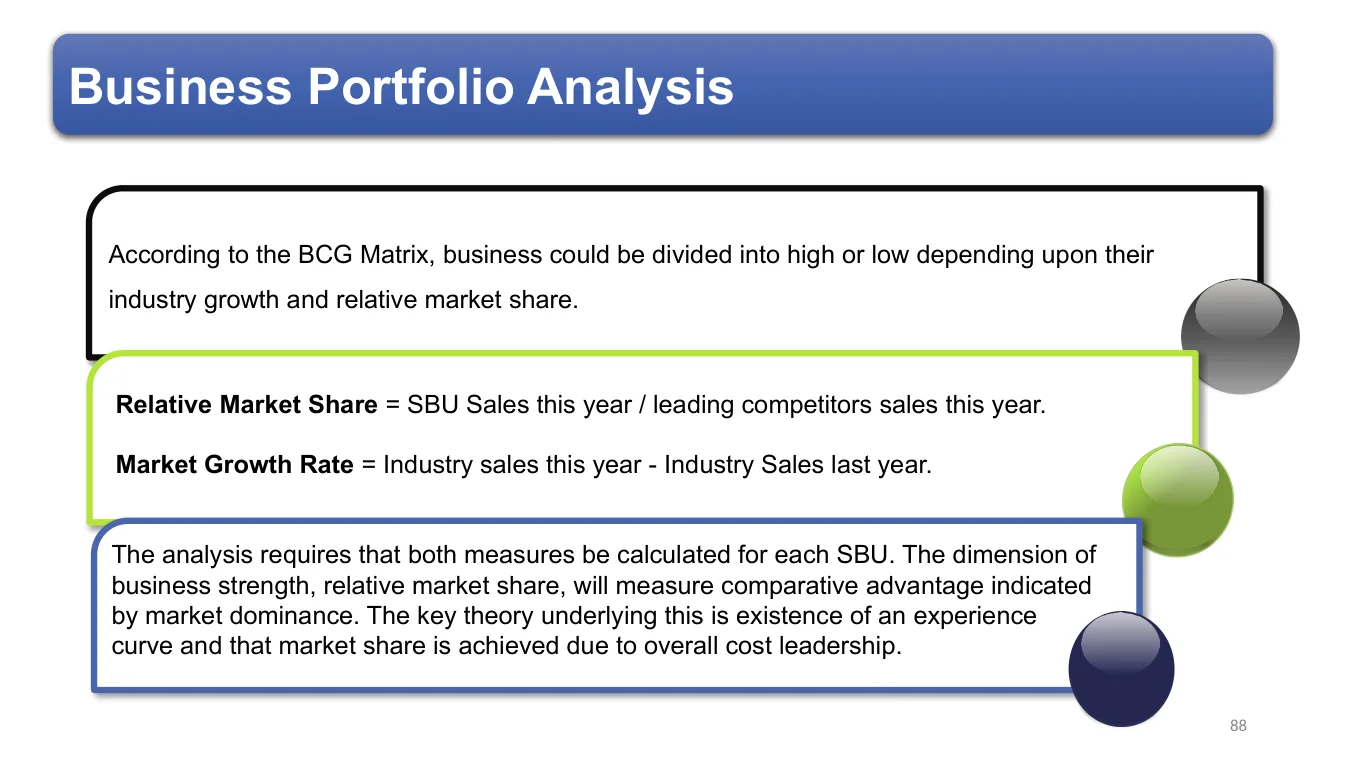 Business Portfolio Analysis
According to the BCG Matrix, business could be divided into high or low depending upon their
industry growth and relative market share.
Relative Market Share = SBU Sales this year / leading competitors sales this year.
Market Growth Rate = Industry sales this year - Industry Sales last year.
The analysis requires that both measures be calculated for each SBU. The dimension of
business strength, relative market share, will measure comparative advantage indicated
by market dominance. The key theory underlying this is existence of an experience
curve and that market share is achieved due to overall cost leadership.
88